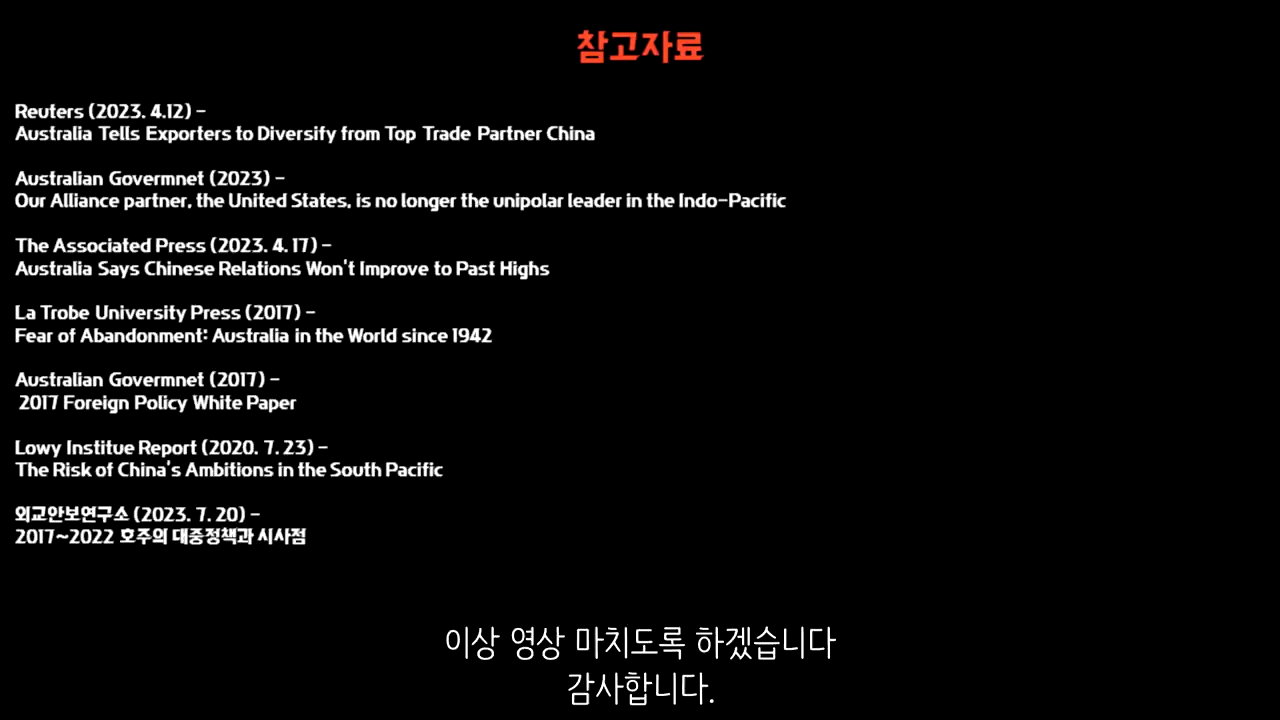 참고자료
Reuters (2023. 4.12) -
Australia Tells Exporters to Diversify from Top Trade Partner China
Australian Govermnet (2023) -
Our Alliance partner, the United States, is no longer the unipolar leader in the Indo-Pacific
The Associated Press (2023. 4. 17) -
Australia Says Chinese Relations Won't Improve to Past Highs
La Trobe University Press (2017) -
Fear of Abandonment: Australia in the World since 1942
Australian Govermnet (2017) -
2017 Foreign Policy White Paper
Lowy Institue Report (2020. 7. 23) -
The Risk of China's Ambitions in the South Pacific
외교안보연구소 (2023. 7. 20) -
2017~2022 호주의 대중정책과 시사점
이상 영상 마치도록 하겠습니다
감사합니다.